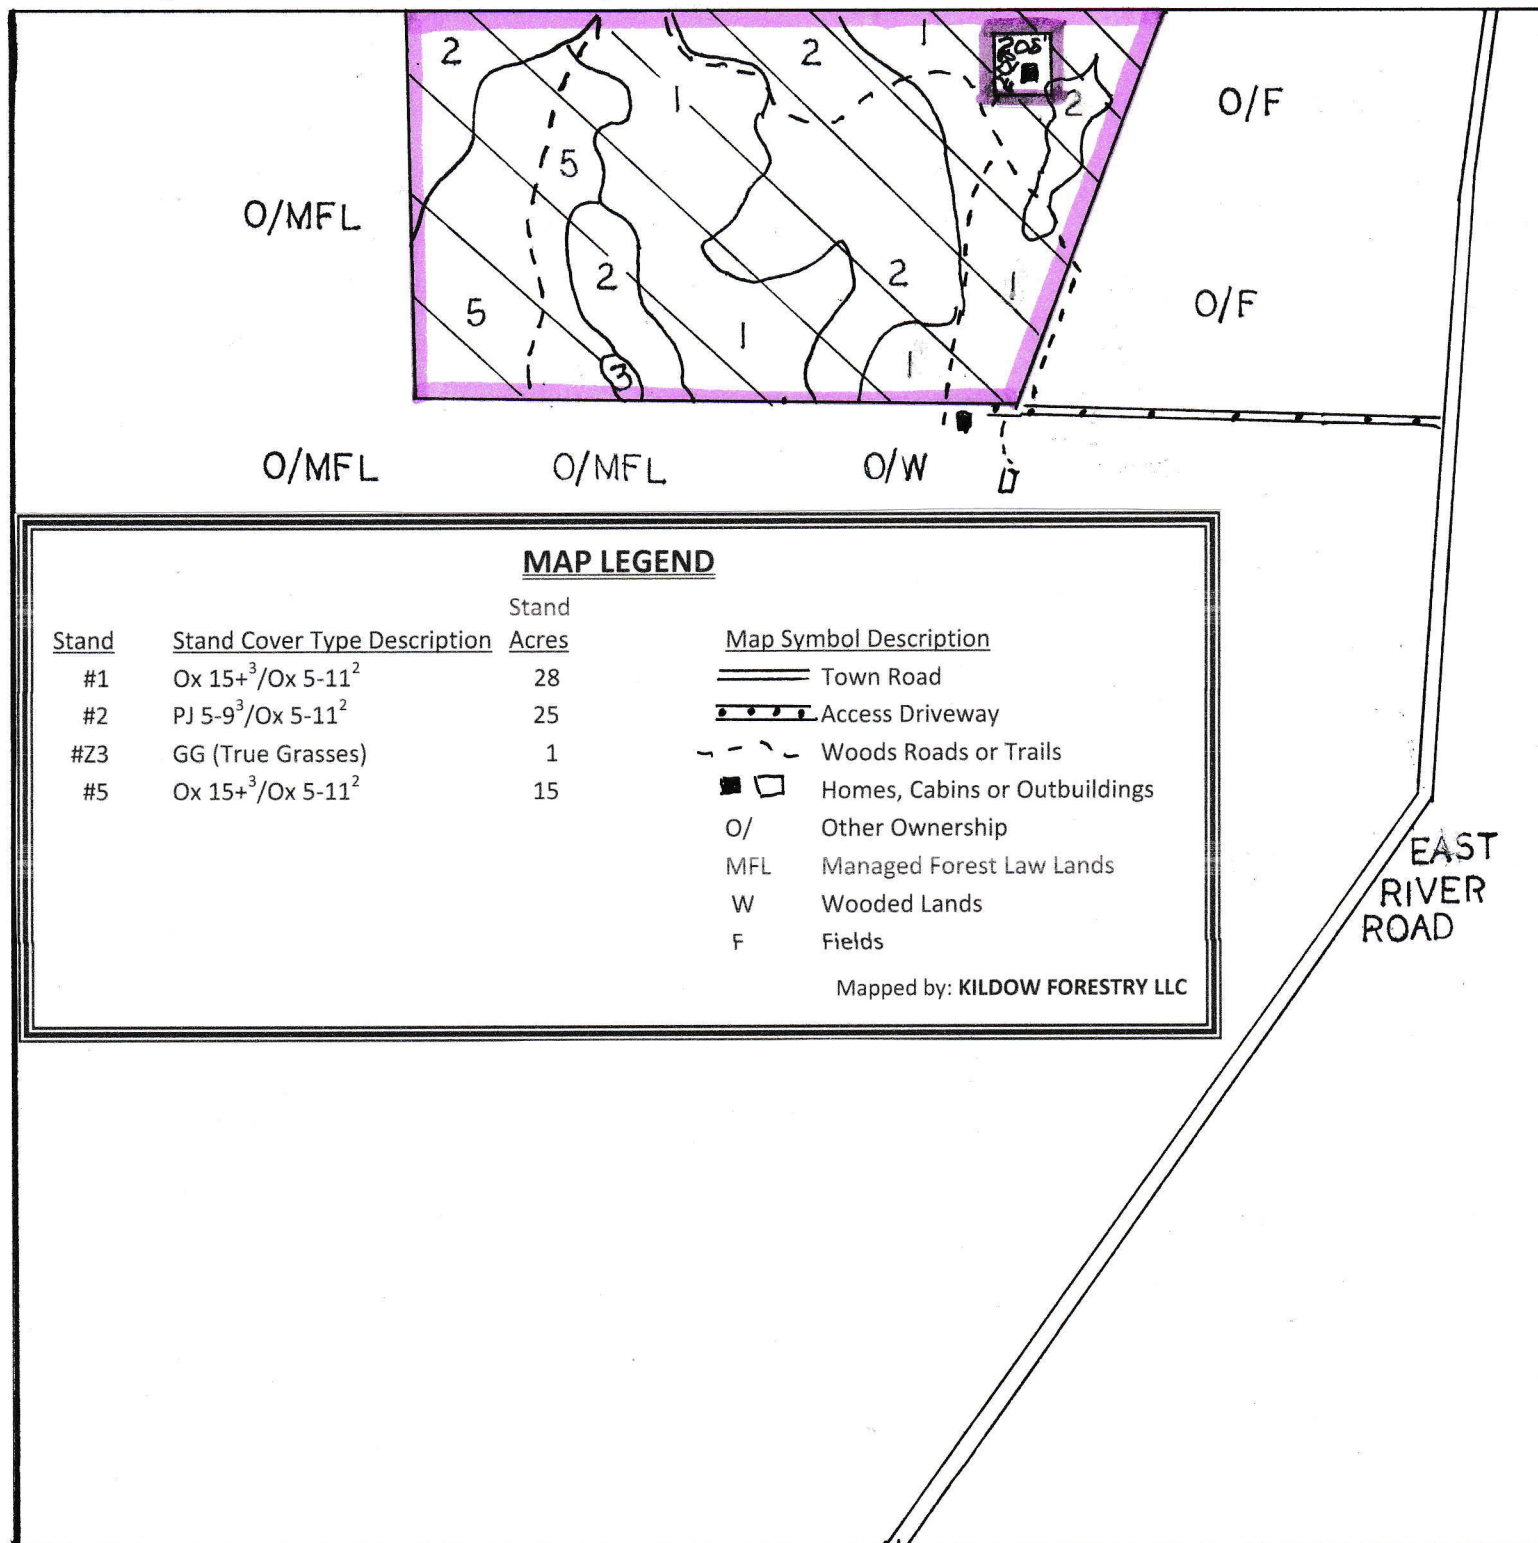 2
2
1
205'
O/F
1
2
5
O/MFL
2
2
1
5
O/F
1
1
3
O/MFL
O/MFL
O/W
MAP LEGEND
Stand
Stand Stand Cover Type Description Acres
#1 Ox 15+³/Ox 5-11² 28
#2 PJ 5-9³/Ox 5-11² 25
#Z3 GG (True Grasses) 1
#5 Ox 15+³/Ox 5-11² 15
Map Symbol Description
Town Road
Access Driveway
Woods Roads or Trails
Homes, Cabins or Outbuildings
O/ Other Ownership
MFL Managed Forest Law Lands
W Wooded Lands
F Fields
Mapped by: KILDOW FORESTRY LLC
EAST
RIVER
ROAD